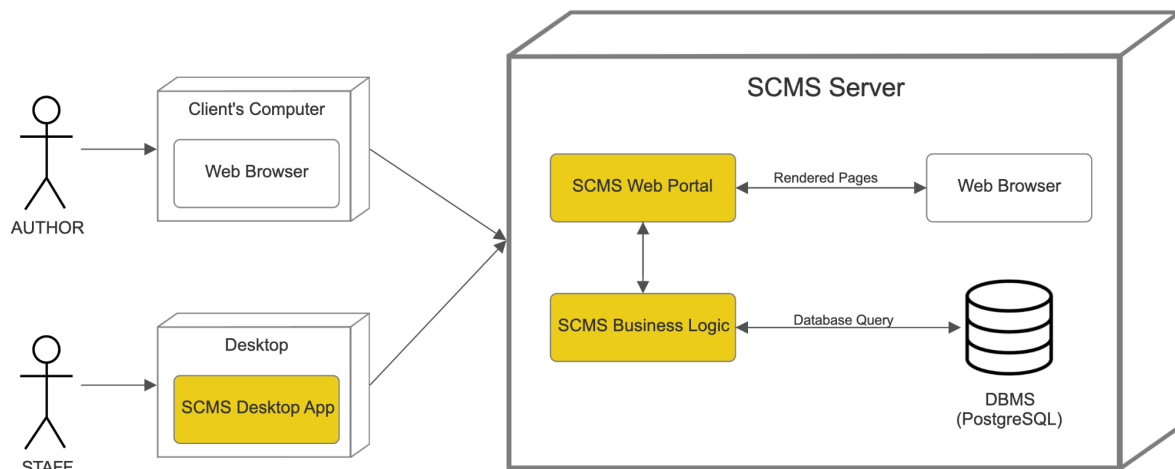 SCMS Server
Client's Computer
Web Browser
AUTHOR
SCMS Web Portal
Rendered Pages
Web Browser
SCMS Business Logic
Database Query
DBMS
(PostgreSQL)
Desktop
SCMS Desktop App
STAFF